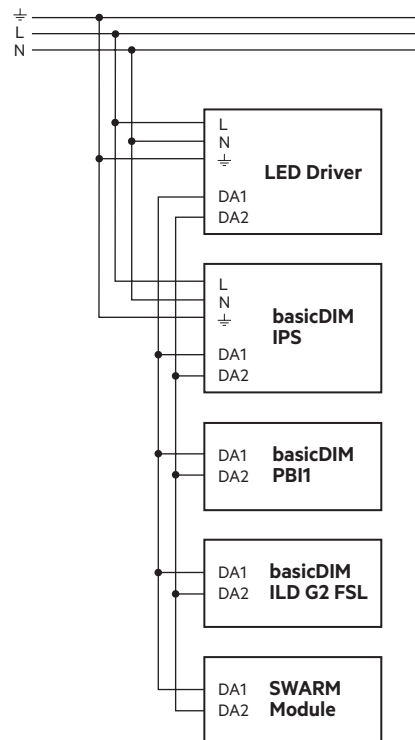 ⏚
L
N
L
N
⏚
LED Driver
DA1
DA2
L
N
⏚
basicDIM
IPS
DA1
DA2
DA1 basicDIM
DA2 PBI1
DA1 basicDIM
DA2 ILD G2 FSL
DA1 SWARM
DA2 Module